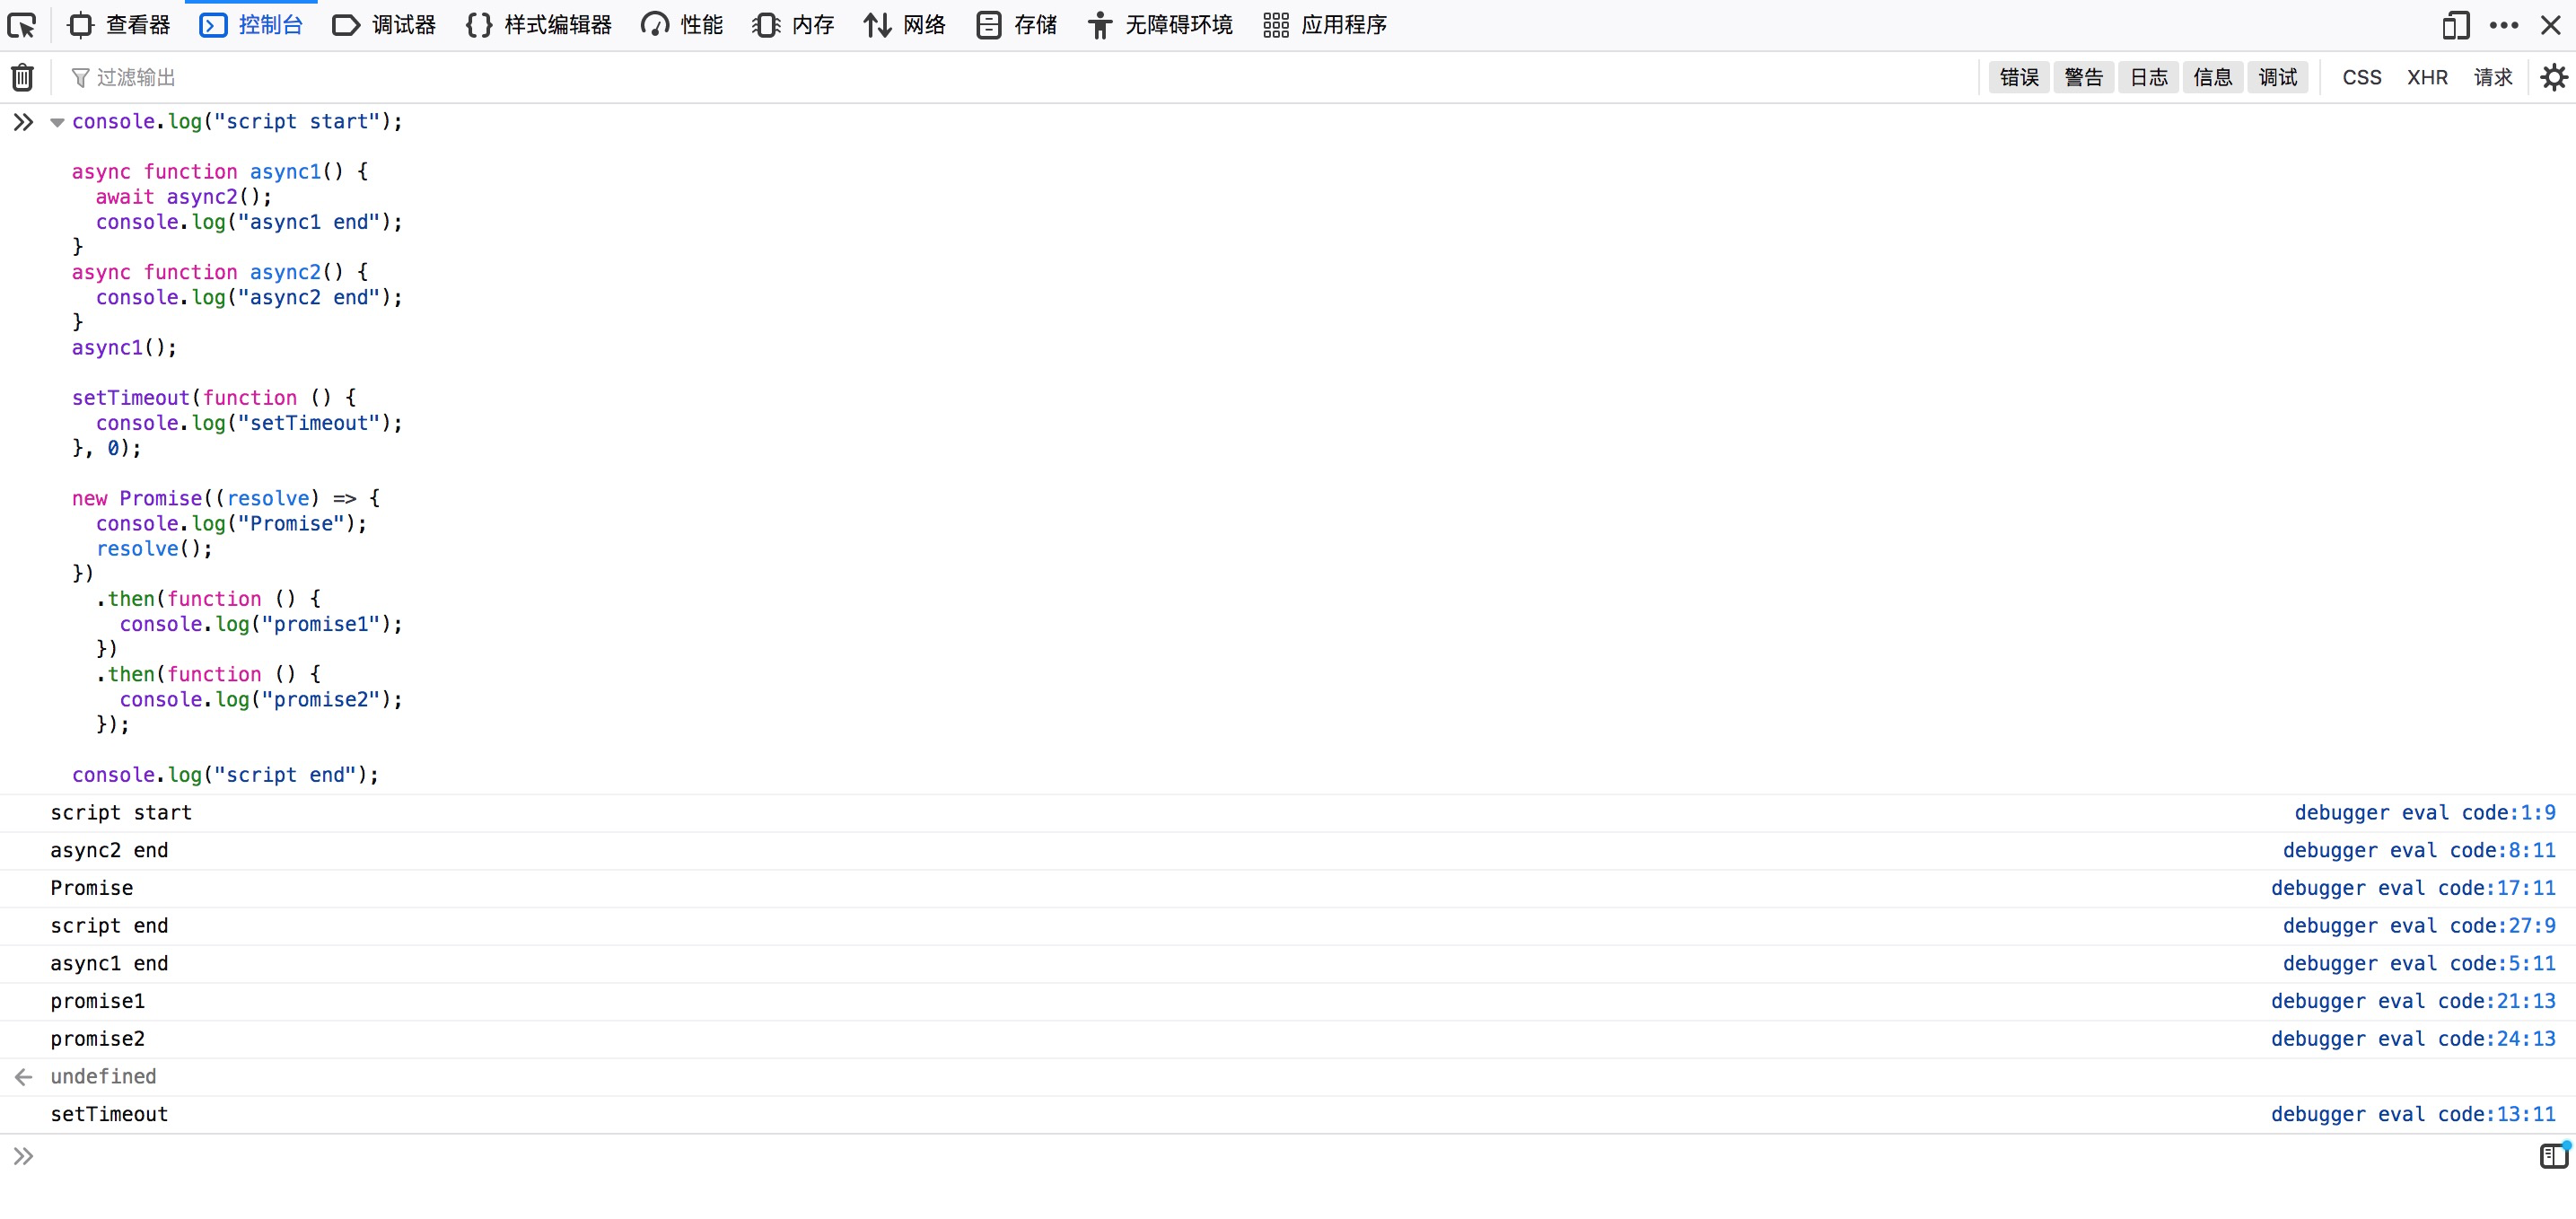 查看器 控制台 调试器 样式编辑器 性能 内存 网络 存储 无障碍环境 应用程序
过滤输出 错误 警告 日志 信息 调试 CSS XHR 请求
console.log("script start");
async function async1() {
  await async2();
  console.log("async1 end");
}
async function async2() {
  console.log("async2 end");
}
async1();
setTimeout(function () {
  console.log("setTimeout");
}, 0);
new Promise((resolve) => {
  console.log("Promise");
  resolve();
})
  .then(function () {
    console.log("promise1");
  })
  .then(function () {
    console.log("promise2");
  });
console.log("script end");
script start debugger eval code:1:9
async2 end debugger eval code:8:11
Promise debugger eval code:17:11
script end debugger eval code:27:9
async1 end debugger eval code:5:11
promise1 debugger eval code:21:13
promise2 debugger eval code:24:13
undefined
setTimeout debugger eval code:13:11